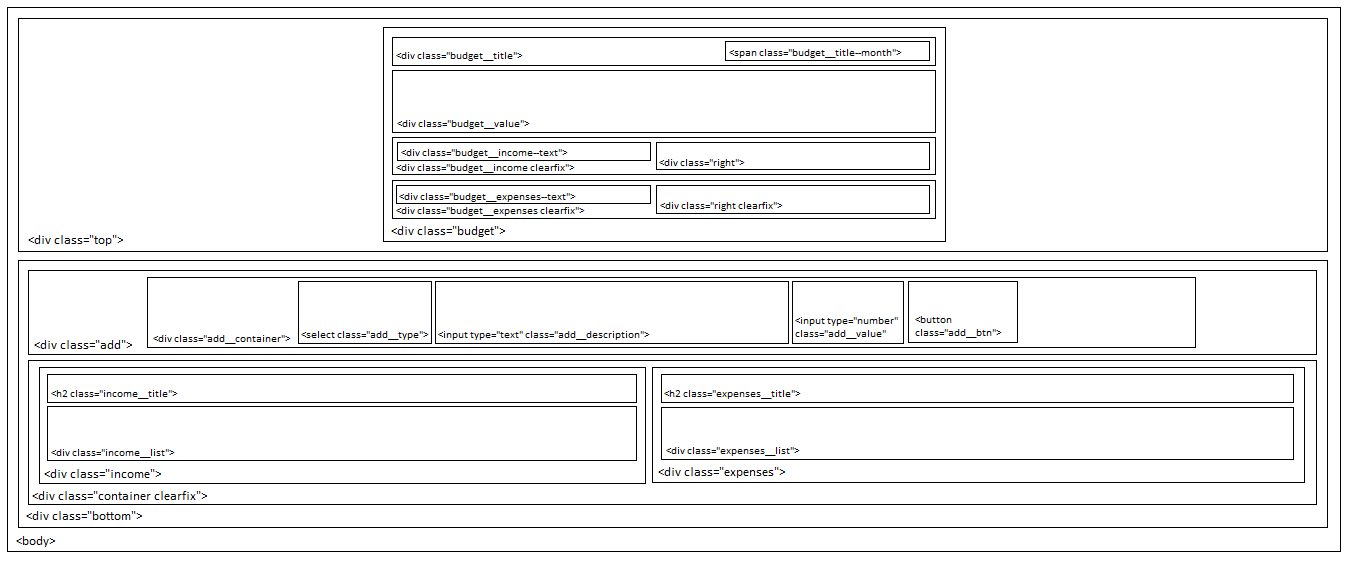 <div class="budget__title">
<span class="budget__title--month">
<div class="budget__value">
<div class="budget__income--text">
<div class="right">
<div class="budget__income clearfix">
<div class="budget__expenses--text">
<div class="right clearfix">
<div class="budget__expenses clearfix">
<div class="budget">
<div class="top">
<div class="add">
<div class="add__container">
<select class="add__type">
<input type="text" class="add__description">
<input type="number"
class="add__value"
<button
class="add__btn">
<h2 class="income__title">
<h2 class="expenses__title">
<div class="income__list">
<div class="expenses__list">
<div class="income">
<div class="expenses">
<div class="container clearfix">
<div class="bottom">
<body>